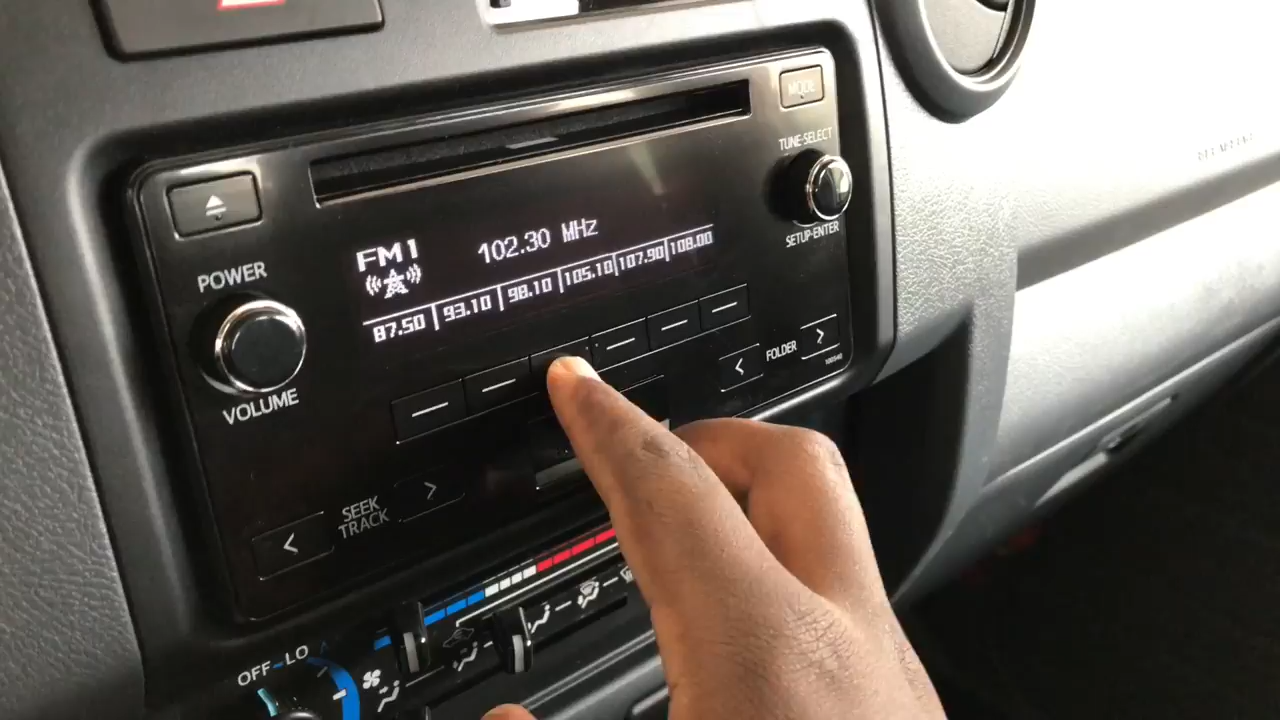 MODE
TUNE·SELECT
SETUP·ENTER
POWER
VOLUME
FM1
102.30 MHz
87.50 93.10 98.10 105.10 107.90 108.00
< FOLDER >
100540
< SEEK
TRACK >
OFF-LO